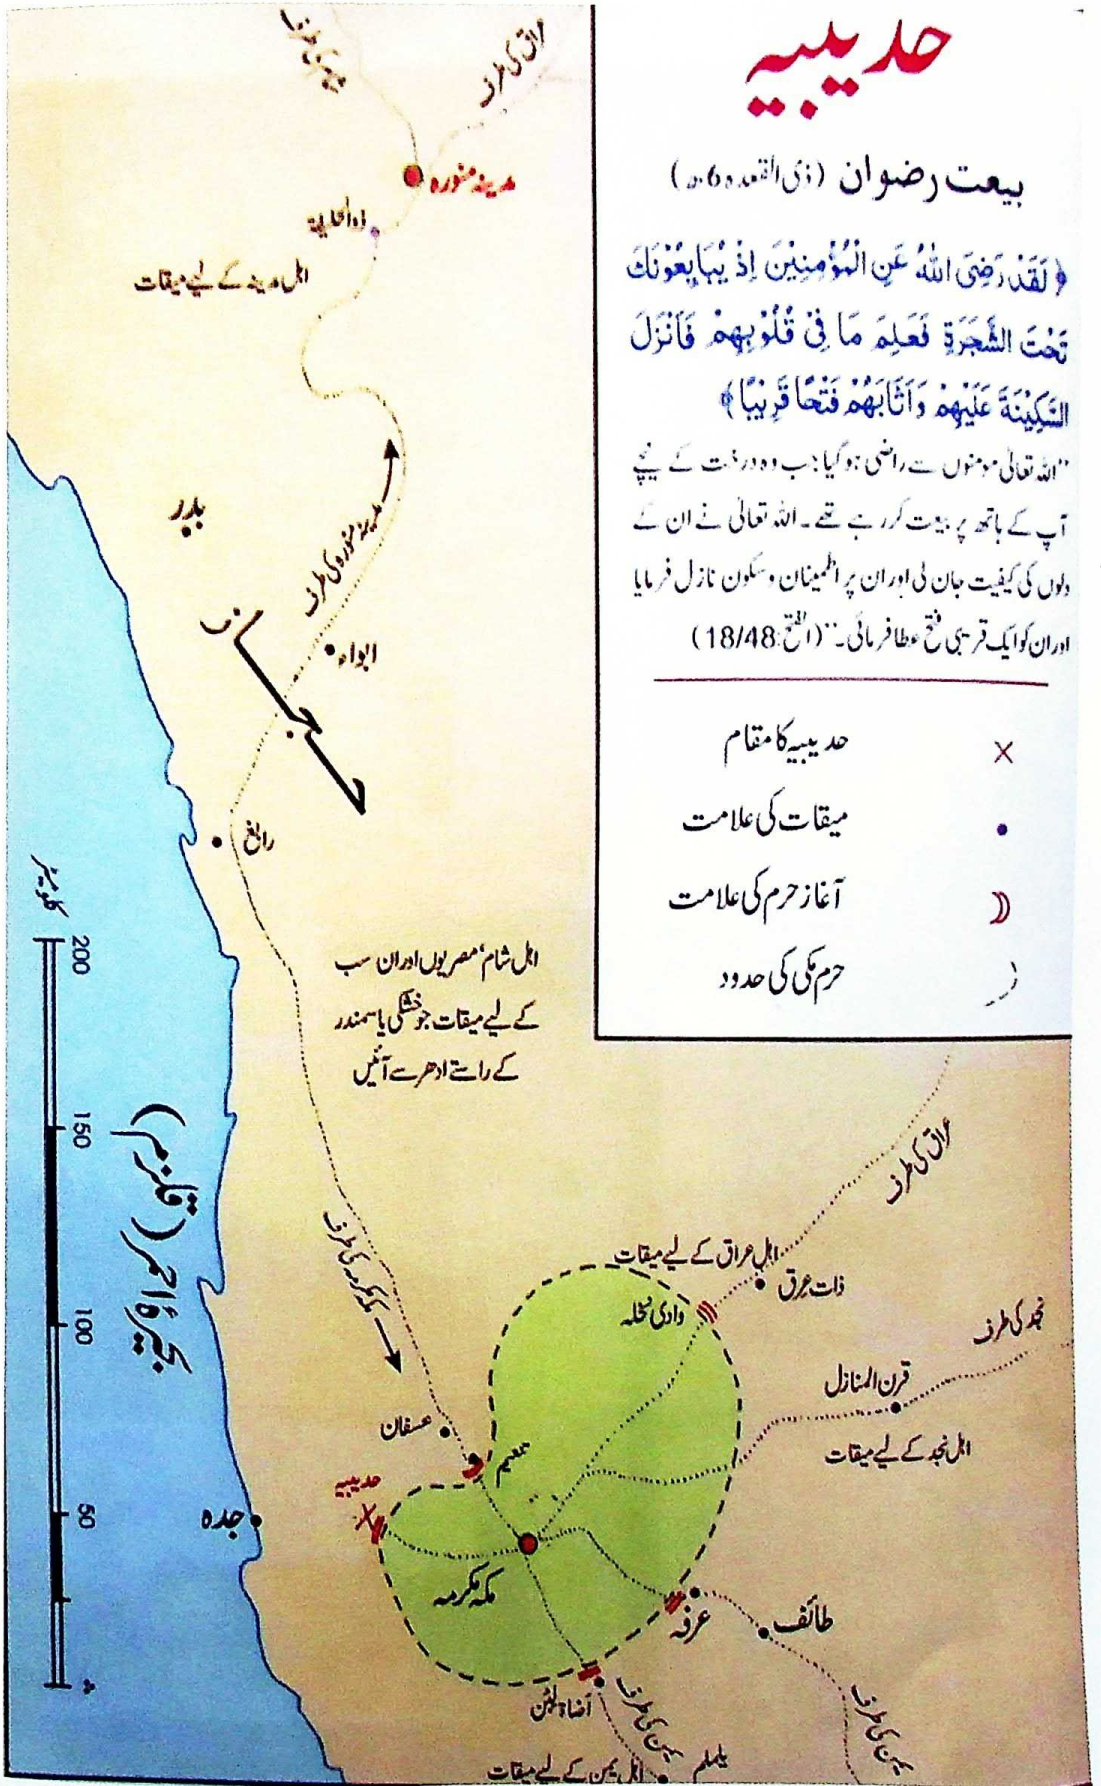 حدیبیہ
بیعت رضوان (ذی القعدہ 6ھ)
﴿لَقَدْ رَضِیَ اللّٰهُ عَنِ الْمُؤْمِنِیْنَ اِذْ یُبَایِعُوْنَكَ
تَحْتَ الشَّجَرَةِ فَعَلِمَ مَا فِیْ قُلُوْبِهِمْ فَاَنْزَلَ
السَّكِیْنَةَ عَلَیْهِمْ وَاَثَابَهُمْ فَتْحًا قَرِیْبًا﴾
”اللہ تعالیٰ مومنوں سے راضی ہو گیا جب وہ درخت کے نیچے
آپ کے ہاتھ پر بیعت کر رہے تھے۔ اللہ تعالیٰ نے ان کے
دلوں کی کیفیت جان لی اور ان پر اطمینان و سکون نازل فرمایا
اور ان کو ایک قریبی فتح عطا فرمائی۔“ (الفتح: 18/48)
حدیبیہ کا مقام
میقات کی علامت
آغاز حرم کی علامت
حرم مکی کی حدود
شام کی طرف
عراق کی طرف
مدینہ منورہ
ذوالحلیفہ
اہل مدینہ کے لیے میقات
بدر
مدینہ منورہ کی طرف
ابواء
حجاز
رابغ
کلومیٹر
200
150
100
50
اہل شام، مصریوں اور ان سب
کے لیے میقات جو خشکی یا سمندر
کے راستے ادھر سے آئیں
بحیرۂ احمر (قلزم)
مکہ مکرمہ کی طرف
عراق کی طرف
اہل عراق کے لیے میقات
ذات عرق
وادی نخلہ
نجد کی طرف
قرن المنازل
اہل نجد کے لیے میقات
عسفان
تنعیم
حدیبیہ
جدہ
مکہ مکرمہ
عرفہ
طائف
اضاۃ لبن
یمن کی طرف
یمن کی طرف
یلملم
اہل یمن کے لیے میقات